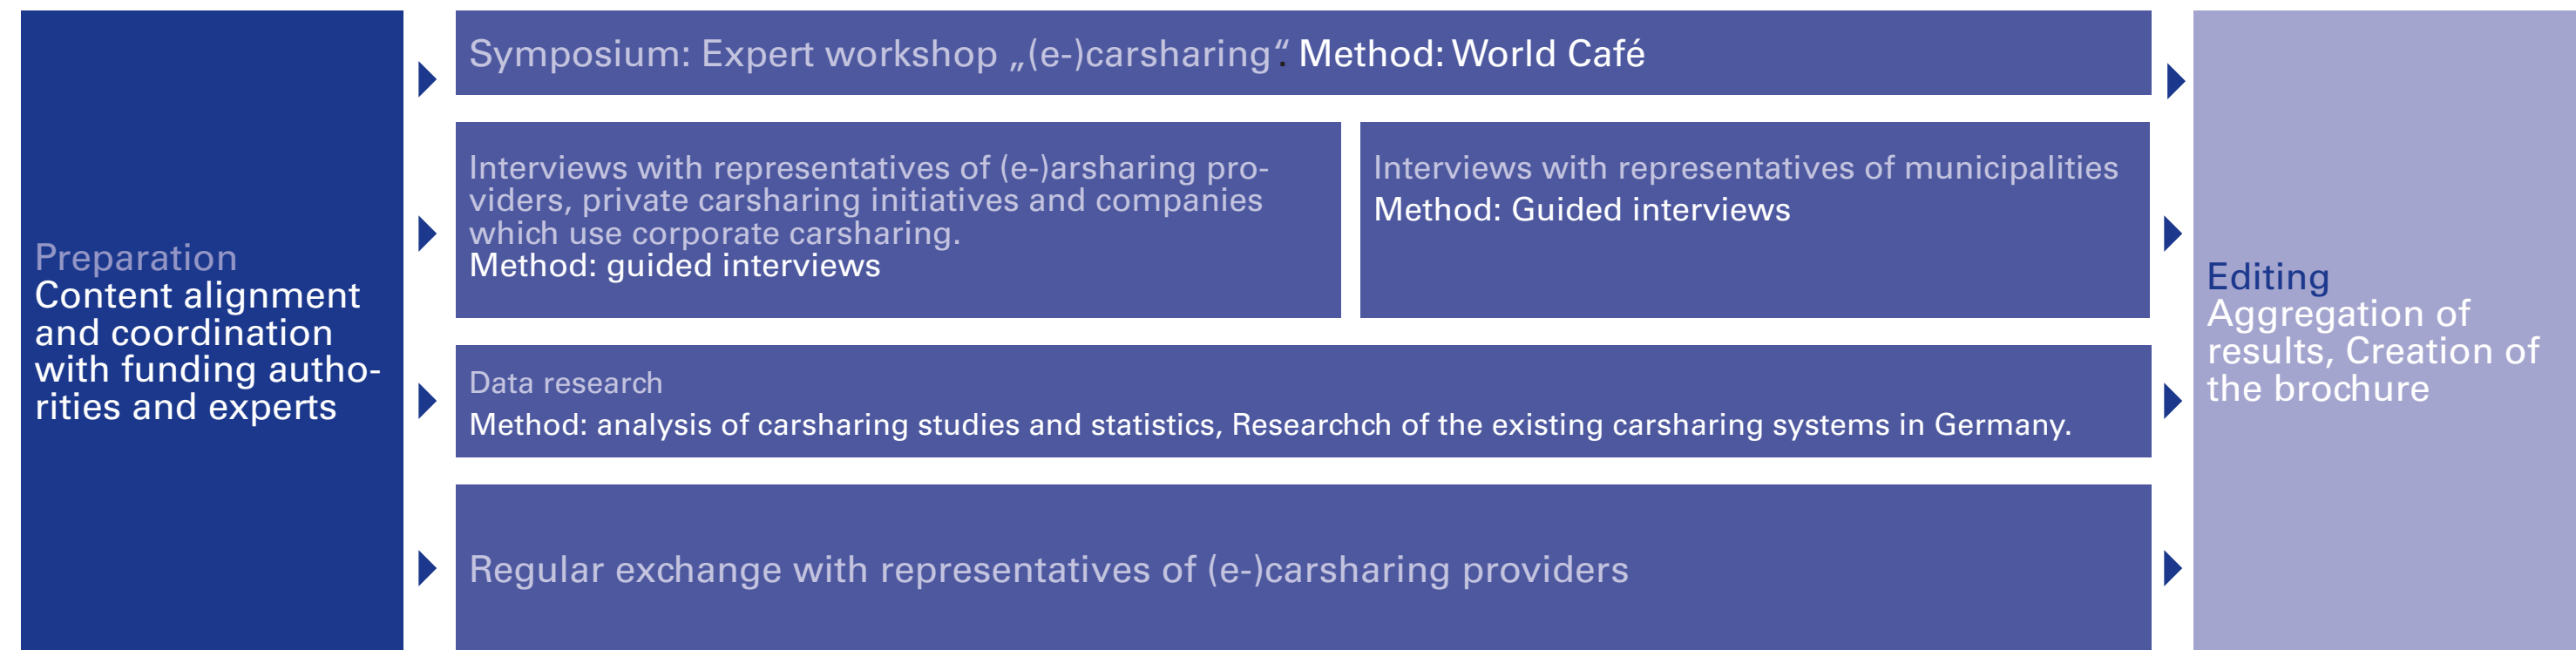 Preparation
Content alignment
and coordination
with funding autho-
rities and experts
Symposium: Expert workshop „(e-)carsharing“. Method: World Café
Interviews with representatives of (e-)arsharing pro-
viders, private carsharing initiatives and companies
which use corporate carsharing.
Method: guided interviews
Interviews with representatives of municipalities
Method: Guided interviews
Data research
Method: analysis of carsharing studies and statistics, Researchch of the existing carsharing systems in Germany.
Regular exchange with representatives of (e-)carsharing providers
Editing
Aggregation of
results, Creation of
the brochure